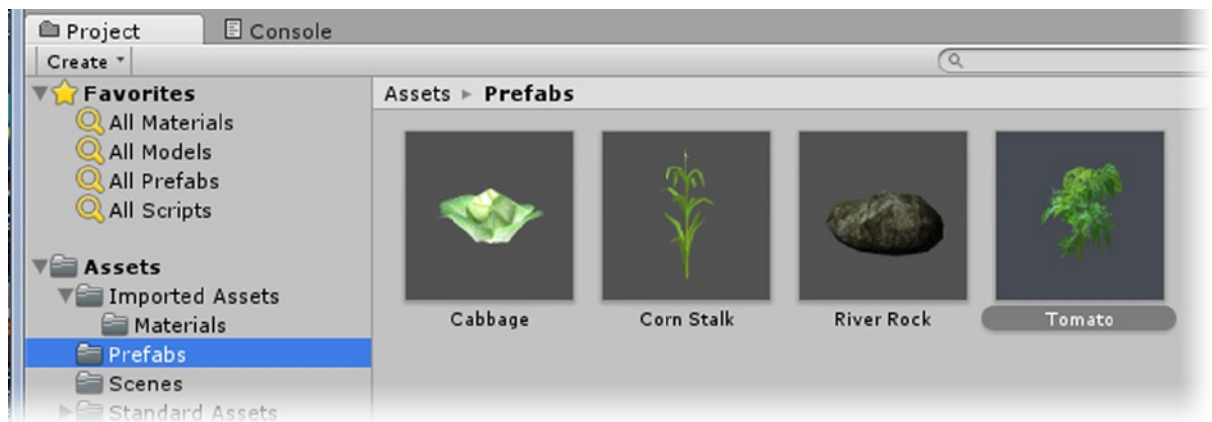 Project
Console
Create
Favorites
All Materials
All Models
All Prefabs
All Scripts
Assets
Imported Assets
Materials
Prefabs
Scenes
Standard Assets
Assets ▸ Prefabs
Cabbage
Corn Stalk
River Rock
Tomato